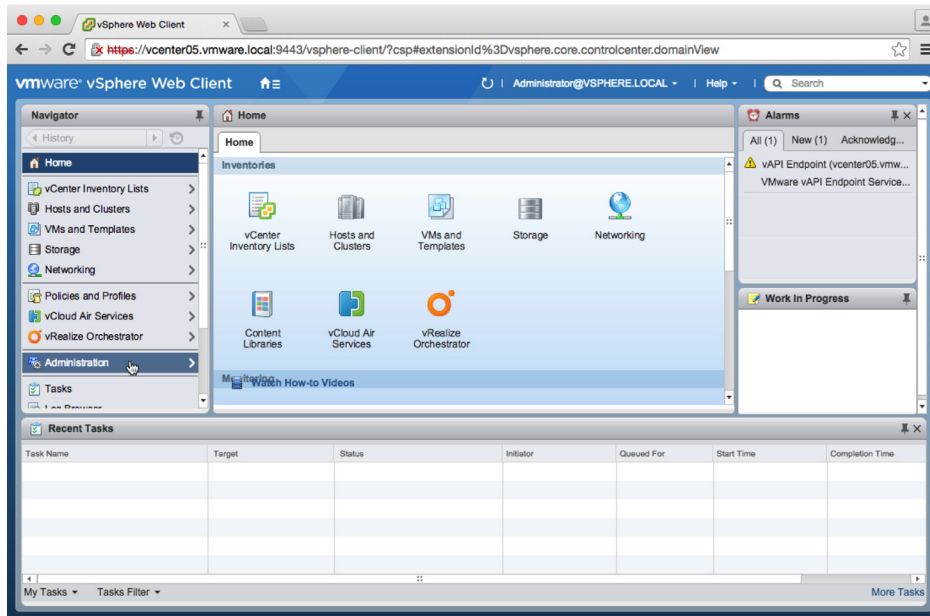 vSphere Web Client
https://vcenter05.vmware.local:9443/vsphere-client/?csp#extensionId%3Dvsphere.core.controlcenter.domainView
vmware® vSphere Web Client
Administrator@VSPHERE.LOCAL
Help
Search
Navigator
History
Home
vCenter Inventory Lists
Hosts and Clusters
VMs and Templates
Storage
Networking
Policies and Profiles
vCloud Air Services
vRealize Orchestrator
Administration
Tasks
Log Browser
Home
Home
Inventories
vCenter
Inventory Lists
Hosts and
Clusters
VMs and
Templates
Storage
Networking
Content
Libraries
vCloud Air
Services
vRealize
Orchestrator
Monitoring
Watch How-to Videos
Alarms
All (1) New (1) Acknowledg...
vAPI Endpoint (vcenter05.vmw...
VMware vAPI Endpoint Service...
Work In Progress
Recent Tasks
Task Name Target Status Initiator Queued For Start Time Completion Time
My Tasks Tasks Filter More Tasks